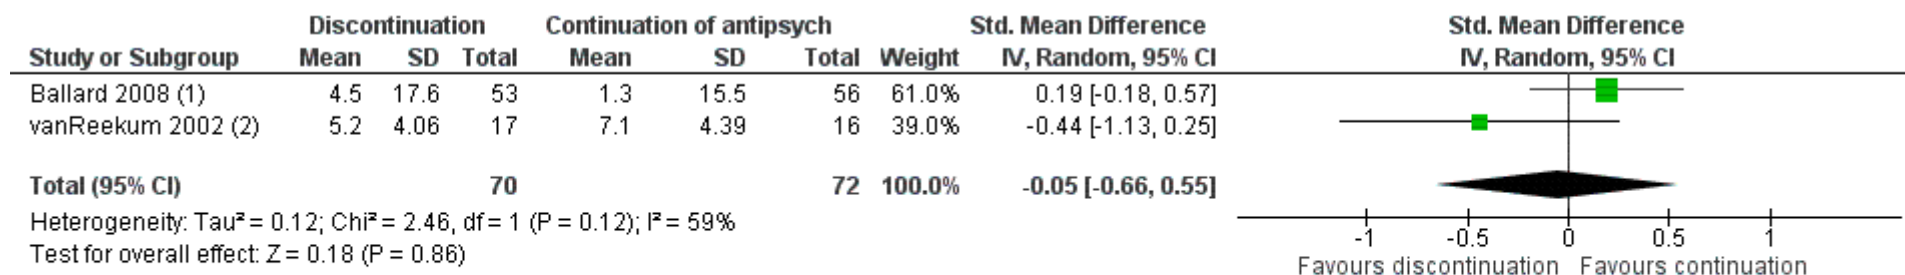 Discontinuation Continuation of antipsych Std. Mean Difference Std. Mean Difference
Study or Subgroup Mean SD Total Mean SD Total Weight IV, Random, 95% CI IV, Random, 95% CI
Ballard 2008 (1) 4.5 17.6 53 1.3 15.5 56 61.0% 0.19 [-0.18, 0.57]
vanReekum 2002 (2) 5.2 4.06 17 7.1 4.39 16 39.0% -0.44 [-1.13, 0.25]
Total (95% CI) 70 72 100.0% -0.05 [-0.66, 0.55]
Heterogeneity: Tau² = 0.12; Chi² = 2.46, df = 1 (P = 0.12); I² = 59%
Test for overall effect: Z = 0.18 (P = 0.86)
-1 -0.5 0 0.5 1
Favours discontinuation Favours continuation